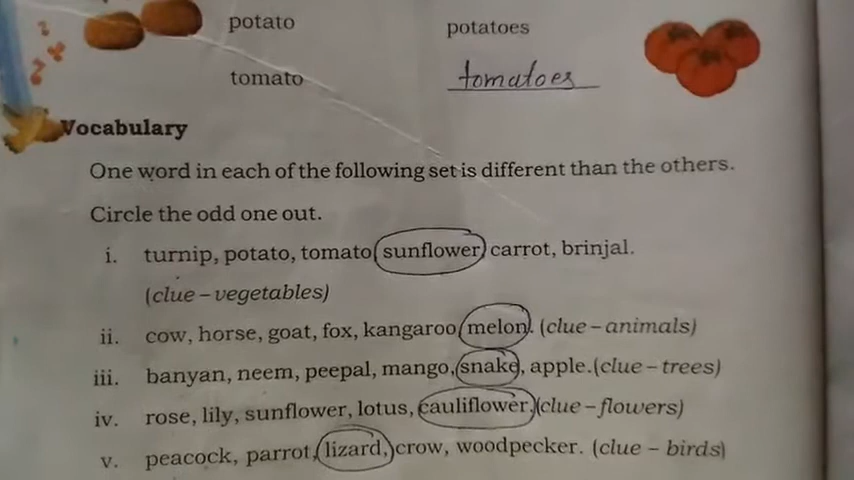 potato potatoes
tomato tomatoes
Vocabulary
One word in each of the following set is different than the others.
Circle the odd one out.
i. turnip, potato, tomato sunflower, carrot, brinjal.
(clue – vegetables)
ii. cow, horse, goat, fox, kangaroo, melon. (clue – animals)
iii. banyan, neem, peepal, mango, snake, apple. (clue – trees)
iv. rose, lily, sunflower, lotus, cauliflower. (clue – flowers)
v. peacock, parrot, lizard, crow, woodpecker. (clue – birds)